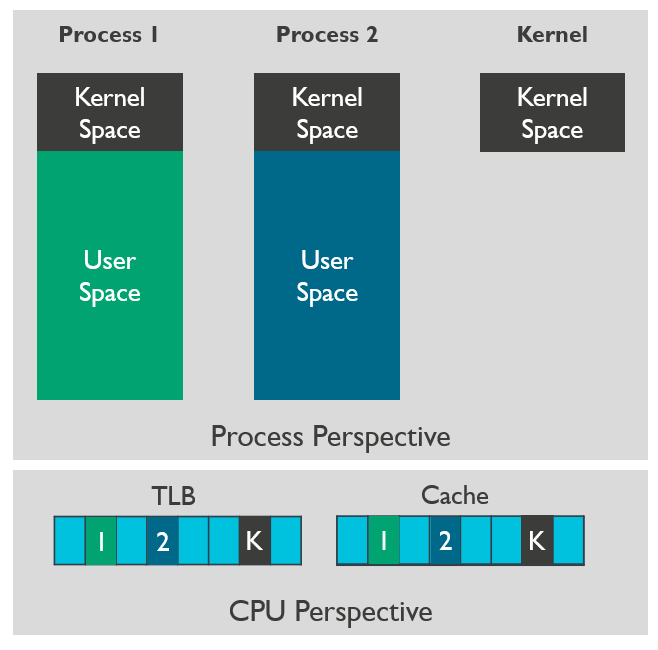 Process 1
Process 2
Kernel
Kernel
Space
Kernel
Space
Kernel
Space
User
Space
User
Space
Process Perspective
TLB
Cache
1 2 K
1 2 K
CPU Perspective